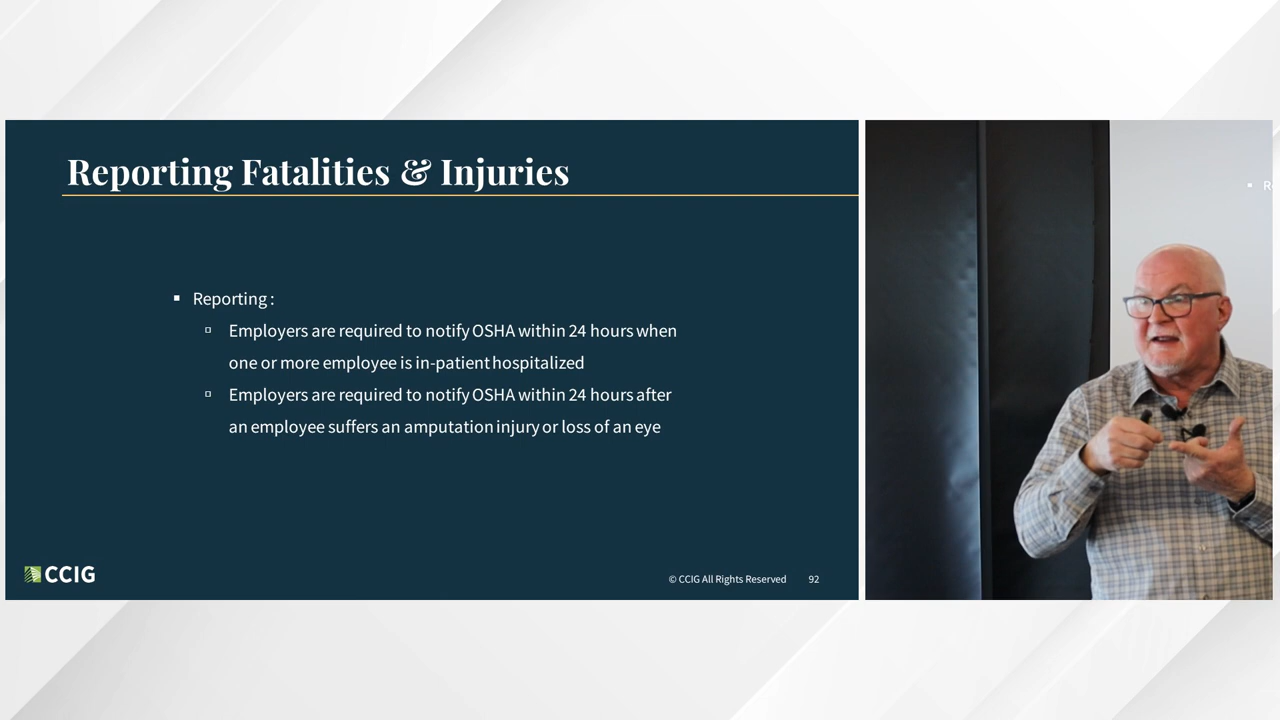 Reporting Fatalities & Injuries
Reporting :
Employers are required to notify OSHA within 24 hours when
one or more employee is in-patient hospitalized
Employers are required to notify OSHA within 24 hours after
an employee suffers an amputation injury or loss of an eye
CCIG
© CCIG All Rights Reserved 92